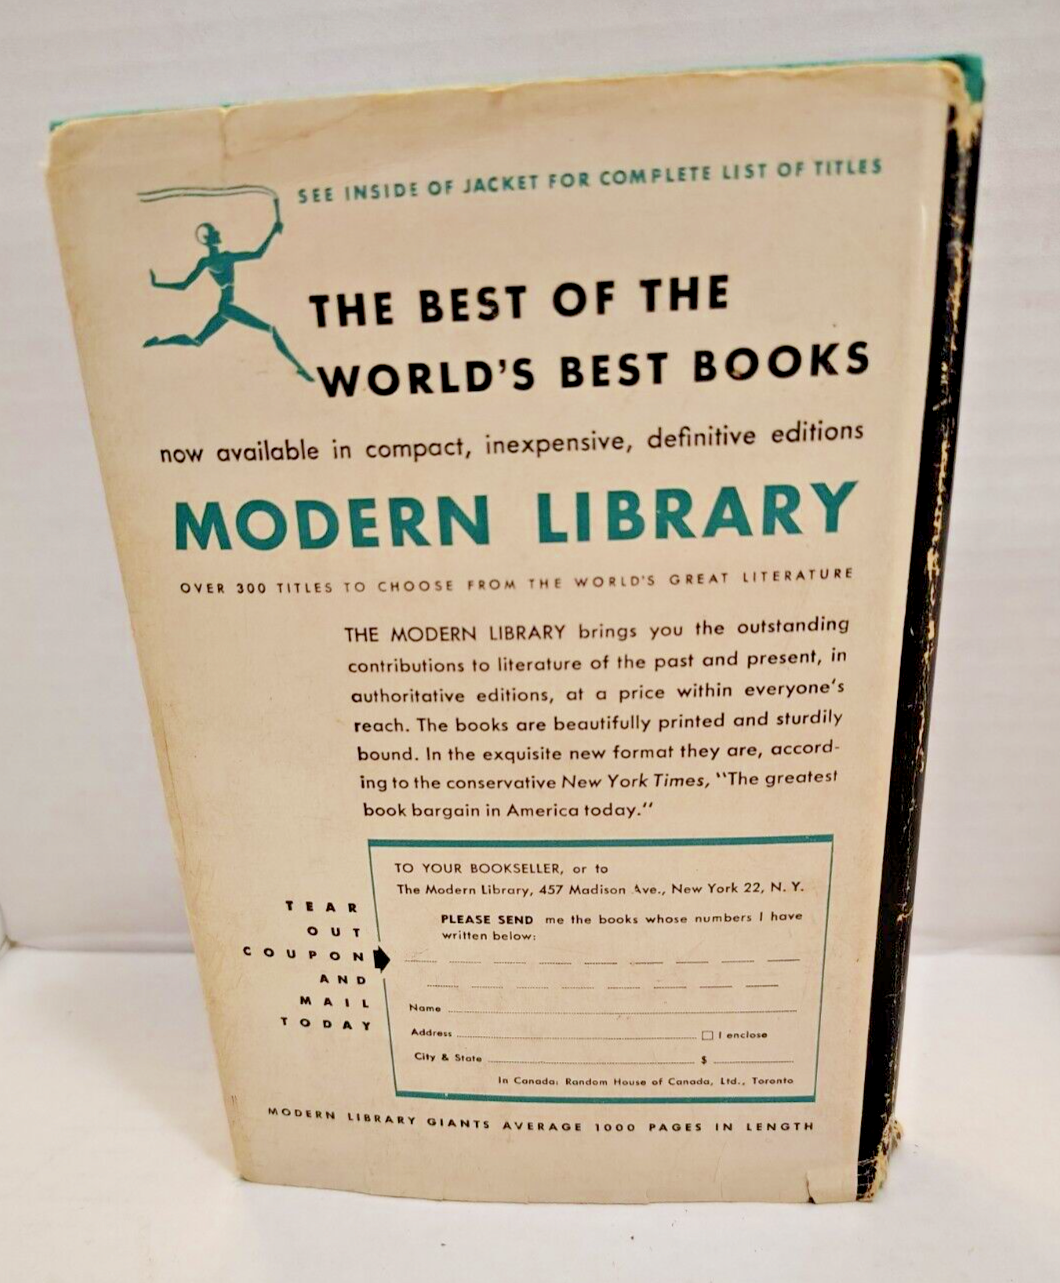 SEE INSIDE OF JACKET FOR COMPLETE LIST OF TITLES
THE BEST OF THE
WORLD'S BEST BOOKS
now available in compact, inexpensive, definitive editions
MODERN LIBRARY
OVER 300 TITLES TO CHOOSE FROM THE WORLD'S GREAT LITERATURE
THE MODERN LIBRARY brings you the outstanding
contributions to literature of the past and present, in
authoritative editions, at a price within everyone's
reach. The books are beautifully printed and sturdily
bound. In the exquisite new format they are, accord-
ing to the conservative New York Times, "The greatest
book bargain in America today."
TEAR
OUT
COUPON
AND
MAIL
TODAY
TO YOUR BOOKSELLER, or to
The Modern Library, 457 Madison Ave., New York 22, N. Y.
PLEASE SEND me the books whose numbers I have
written below:
Name
Address I enclose
City & State $
In Canada: Random House of Canada, Ltd., Toronto
MODERN LIBRARY GIANTS AVERAGE 1000 PAGES IN LENGTH